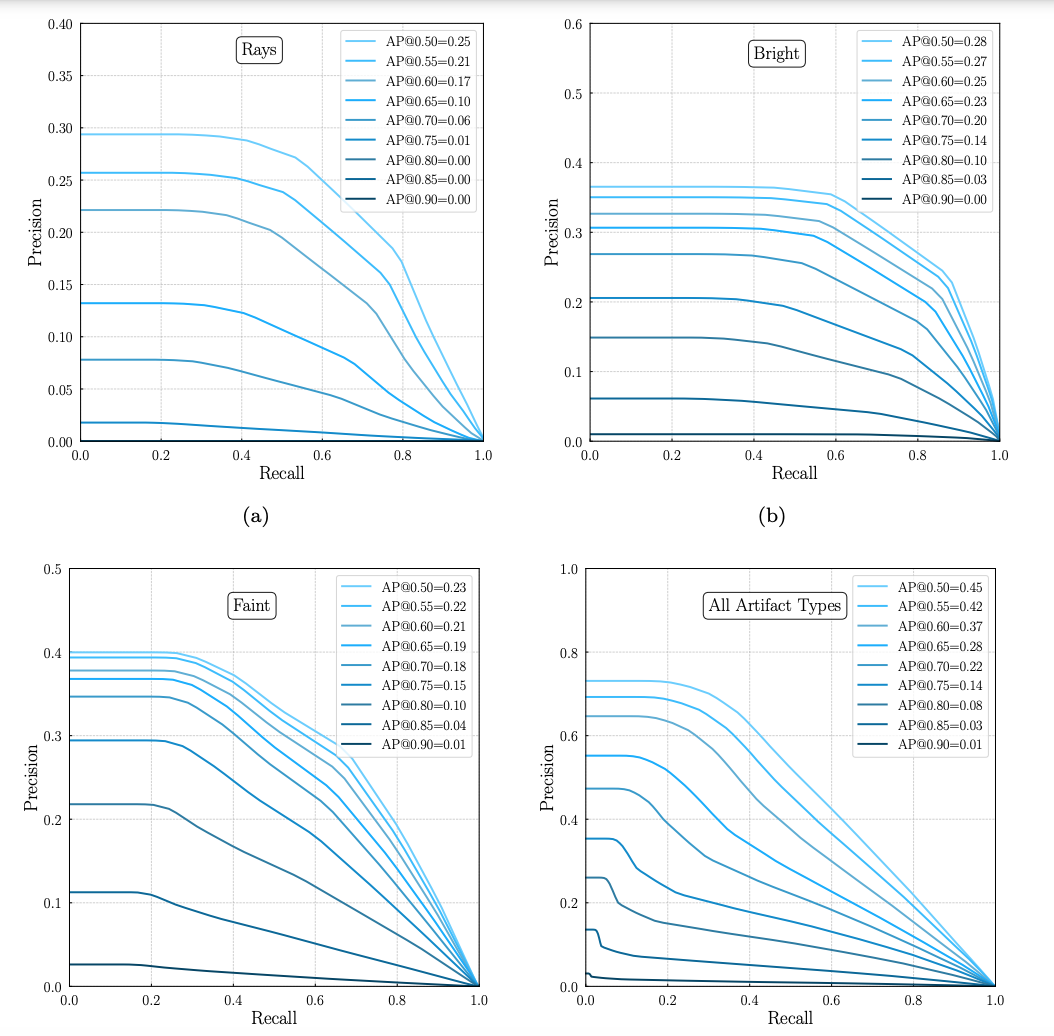 0.40
0.35
0.30
0.25
0.20
0.15
0.10
0.05
0.00
Precision
Rays
AP@0.50=0.25
AP@0.55=0.21
AP@0.60=0.17
AP@0.65=0.10
AP@0.70=0.06
AP@0.75=0.01
AP@0.80=0.00
AP@0.85=0.00
AP@0.90=0.00
0.0 0.2 0.4 0.6 0.8 1.0
Recall
(a)
0.6
0.5
0.4
0.3
0.2
0.1
0.0
Precision
Bright
AP@0.50=0.28
AP@0.55=0.27
AP@0.60=0.25
AP@0.65=0.23
AP@0.70=0.20
AP@0.75=0.14
AP@0.80=0.10
AP@0.85=0.03
AP@0.90=0.00
0.0 0.2 0.4 0.6 0.8 1.0
Recall
(b)
0.5
0.4
0.3
0.2
0.1
0.0
Precision
Faint
AP@0.50=0.23
AP@0.55=0.22
AP@0.60=0.21
AP@0.65=0.19
AP@0.70=0.18
AP@0.75=0.15
AP@0.80=0.10
AP@0.85=0.04
AP@0.90=0.01
0.0 0.2 0.4 0.6 0.8 1.0
Recall
1.0
0.8
0.6
0.4
0.2
0.0
Precision
All Artifact Types
AP@0.50=0.45
AP@0.55=0.42
AP@0.60=0.37
AP@0.65=0.28
AP@0.70=0.22
AP@0.75=0.14
AP@0.80=0.08
AP@0.85=0.03
AP@0.90=0.01
0.0 0.2 0.4 0.6 0.8 1.0
Recall